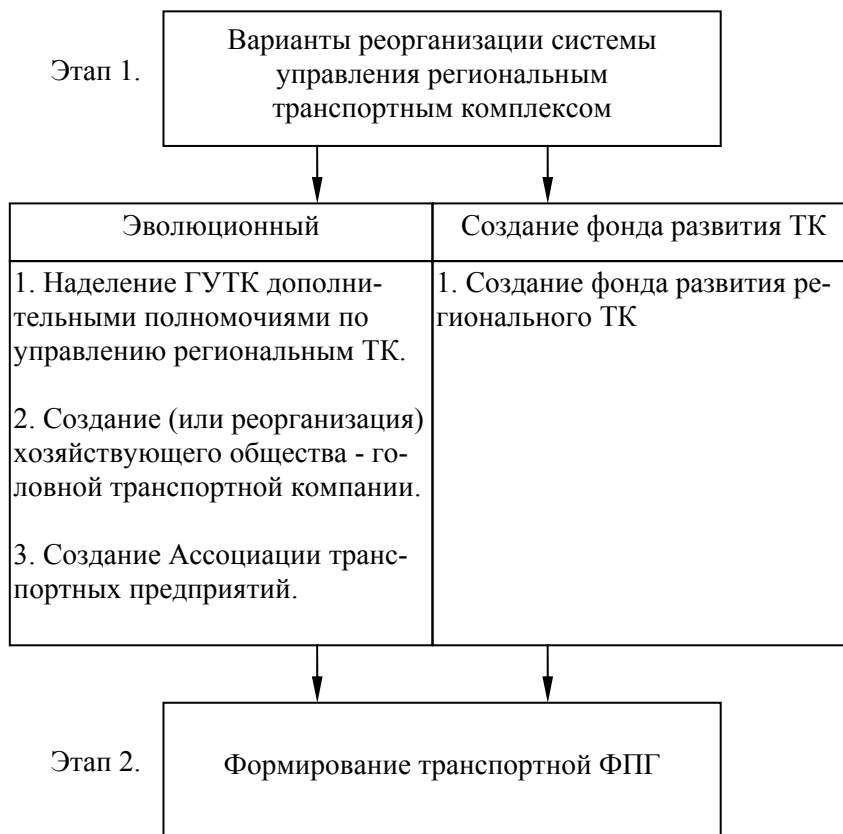 Этап 1.
Варианты реорганизации системы
управления региональным
транспортным комплексом
Эволюционный
1. Наделение ГУТК дополни-
тельными полномочиями по
управлению региональным ТК.
2. Создание (или реорганизация)
хозяйствующего общества - го-
ловной транспортной компании.
3. Создание Ассоциации транс-
портных предприятий.
Создание фонда развития ТК
1. Создание фонда развития ре-
гионального ТК
Этап 2.
Формирование транспортной ФПГ